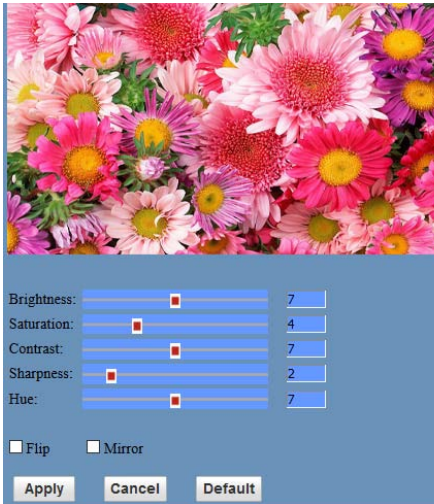 Brightness: 7
Saturation: 4
Contrast: 7
Sharpness: 2
Hue: 7
Flip Mirror
Apply Cancel Default